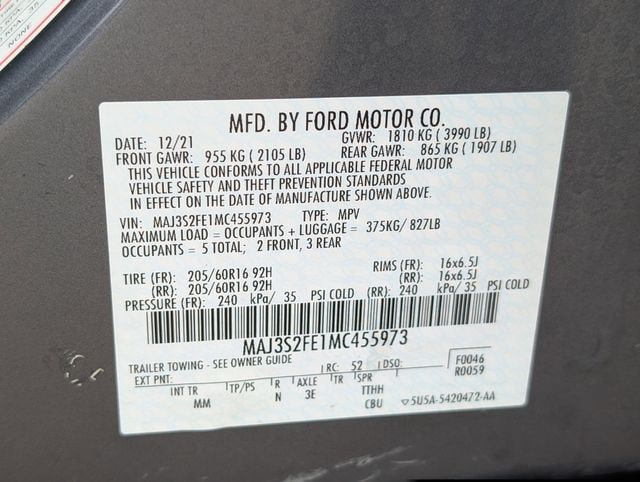 NONE
MFD. BY FORD MOTOR CO.
DATE: 12/21 GVWR: 1810 KG ( 3990 LB)
FRONT GAWR: 955 KG ( 2105 LB) REAR GAWR: 865 KG ( 1907 LB)
THIS VEHICLE CONFORMS TO ALL APPLICABLE FEDERAL MOTOR
VEHICLE SAFETY AND THEFT PREVENTION STANDARDS
IN EFFECT ON THE DATE OF MANUFACTURE SHOWN ABOVE.
VIN: MAJ3S2FE1MC455973 TYPE: MPV
MAXIMUM LOAD = OCCUPANTS + LUGGAGE = 375KG/ 827LB
OCCUPANTS = 5 TOTAL; 2 FRONT, 3 REAR
TIRE (FR): 205/60R16 92H RIMS (FR): 16x6.5J
(RR): 205/60R16 92H (RR): 16x6.5J
PRESSURE (FR): 240 kPa/ 35 PSI COLD (RR): 240 kPa/ 35 PSI COLD
MAJ3S2FE1MC455973
TRAILER TOWING - SEE OWNER GUIDE
EXT PNT: RC: 52 DSO: F0046
R0059
INT TR TP/PS R AXLE TR SPR
MM N 3E TTHH
CBU 5U5A-5420472-AA